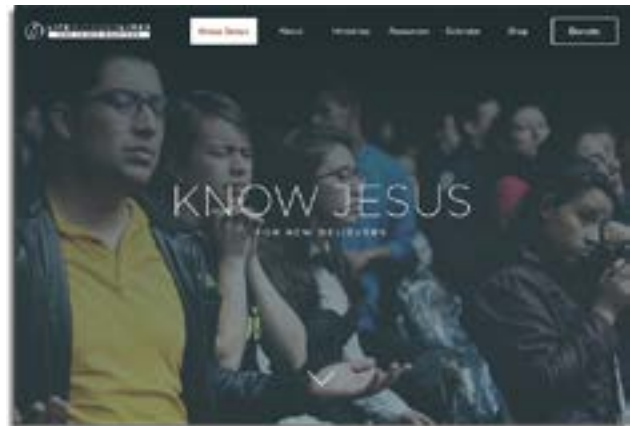 Know Jesus About Ministries Resources Calendar Shop Donate
KNOW JESUS
FOR NEW BELIEVERS